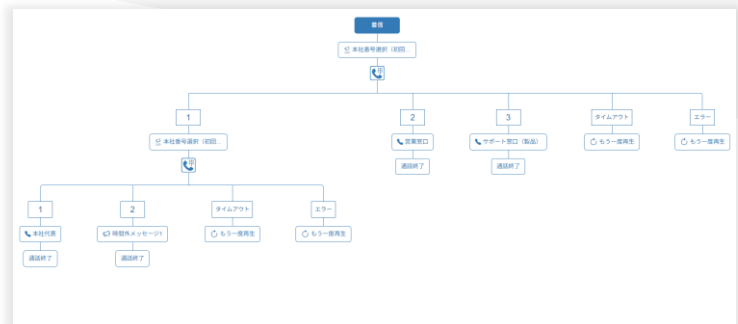 着信
本社番号選択（初回...
1
2
3
タイムアウト
エラー
本社番号選択（初回...
営業窓口
サポート窓口（製品）
もう一度再生
もう一度再生
通話終了
通話終了
1
2
タイムアウト
エラー
本社代表
時間外メッセージ1
もう一度再生
もう一度再生
通話終了
通話終了